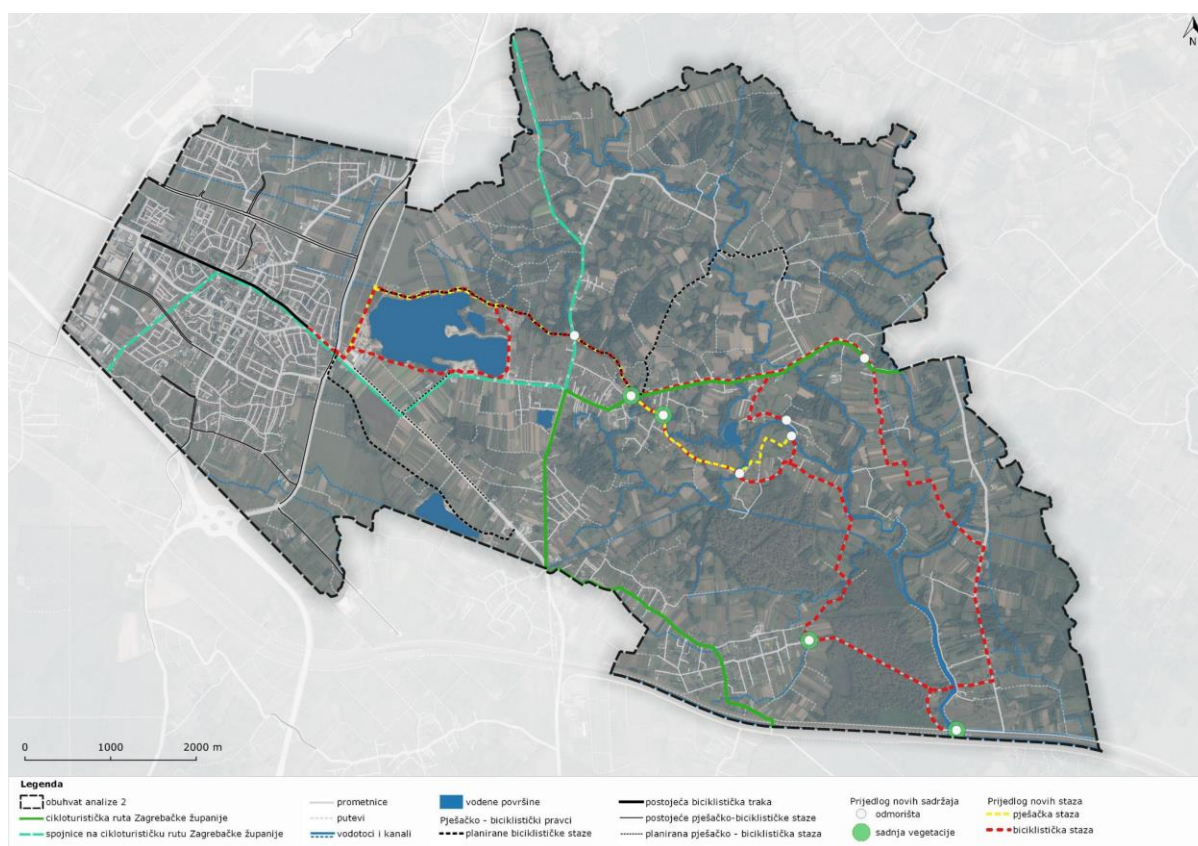 N
0 1000 2000 m
Legenda
obuhvat analize 2
cikloturistička ruta Zagrebačke županije
spojnice na cikloturističku rutu Zagrebačke županije
prometnice
putevi
vodotoci i kanali
vodene površine
Pješačko - biciklistički pravci
planirane biciklističke staze
postojeća biciklistička traka
postojeće pješačko-biciklističke staze
planirana pješačko - biciklistička staza
Prijedlog novih sadržaja
odmorišta
sadnja vegetacije
Prijedlog novih staza
pješačka staza
biciklistička staza